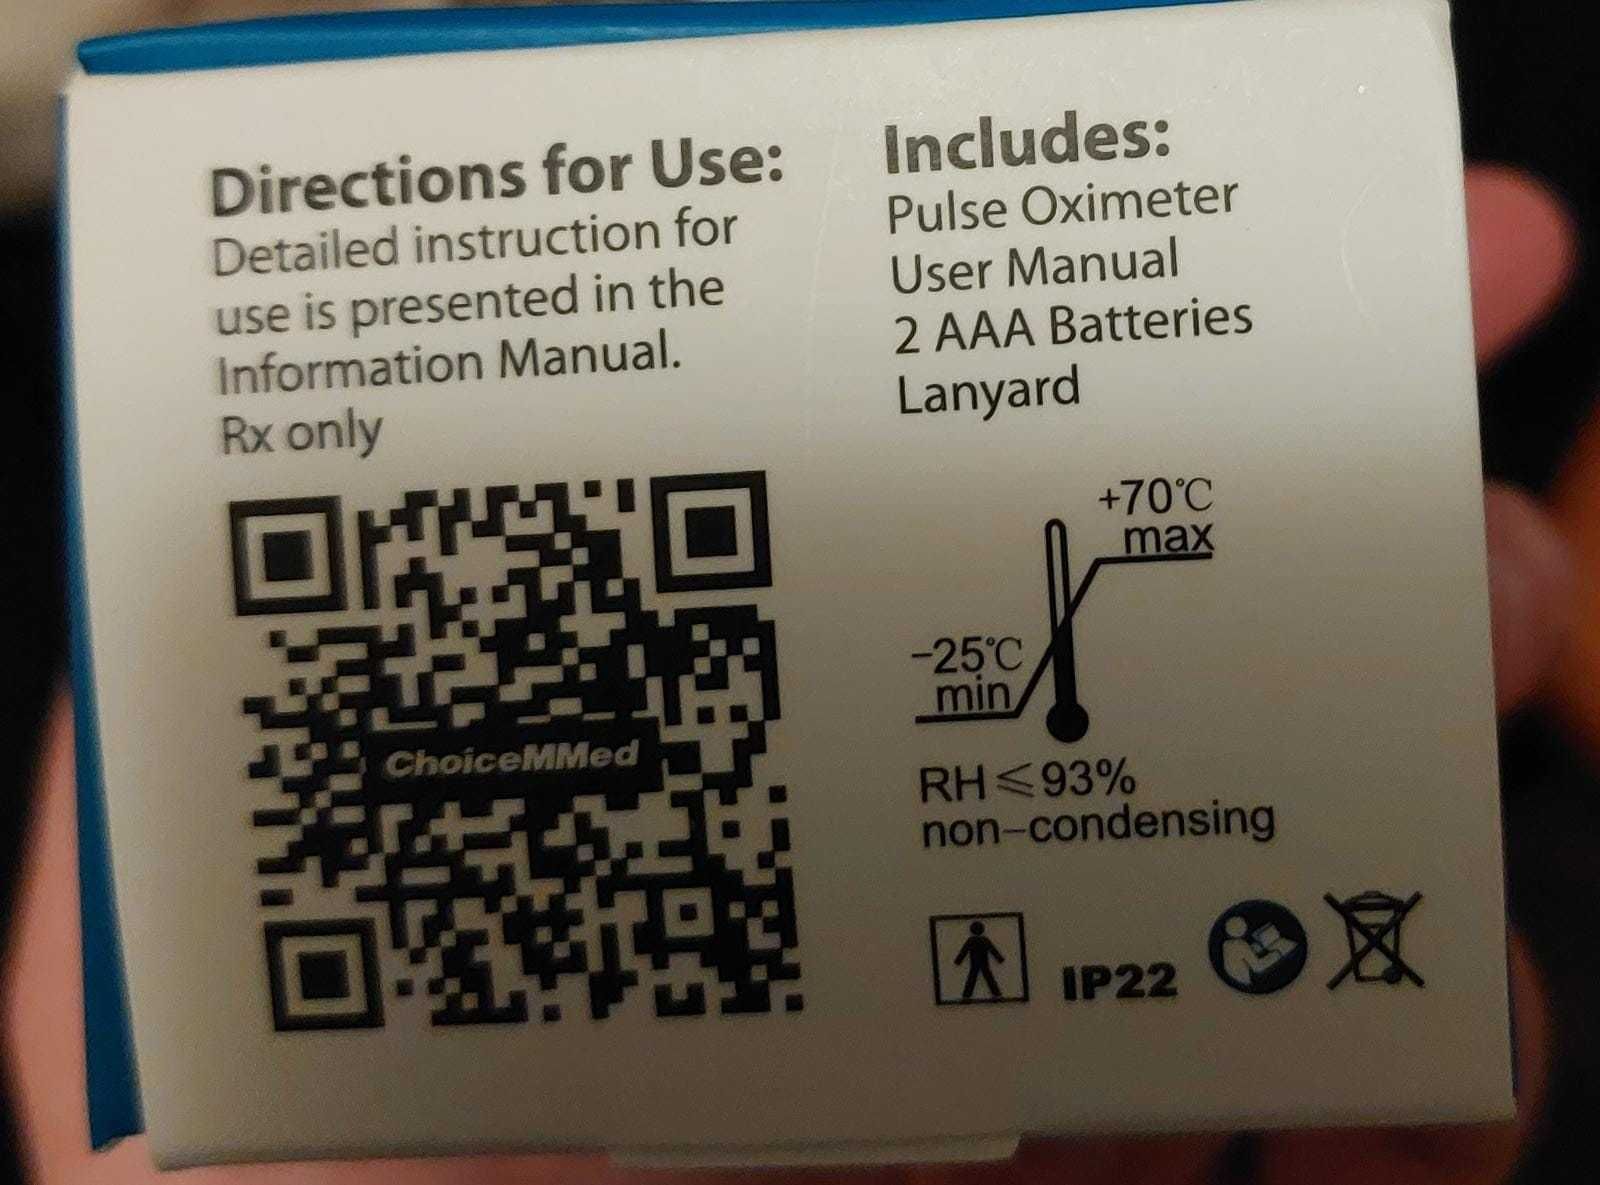 Directions for Use:
Detailed instruction for
use is presented in the
Information Manual.
Rx only
ChoiceMMed
Includes:
Pulse Oximeter
User Manual
2 AAA Batteries
Lanyard
+70℃
max
−25℃
min
RH⩽93%
non−condensing
IP22